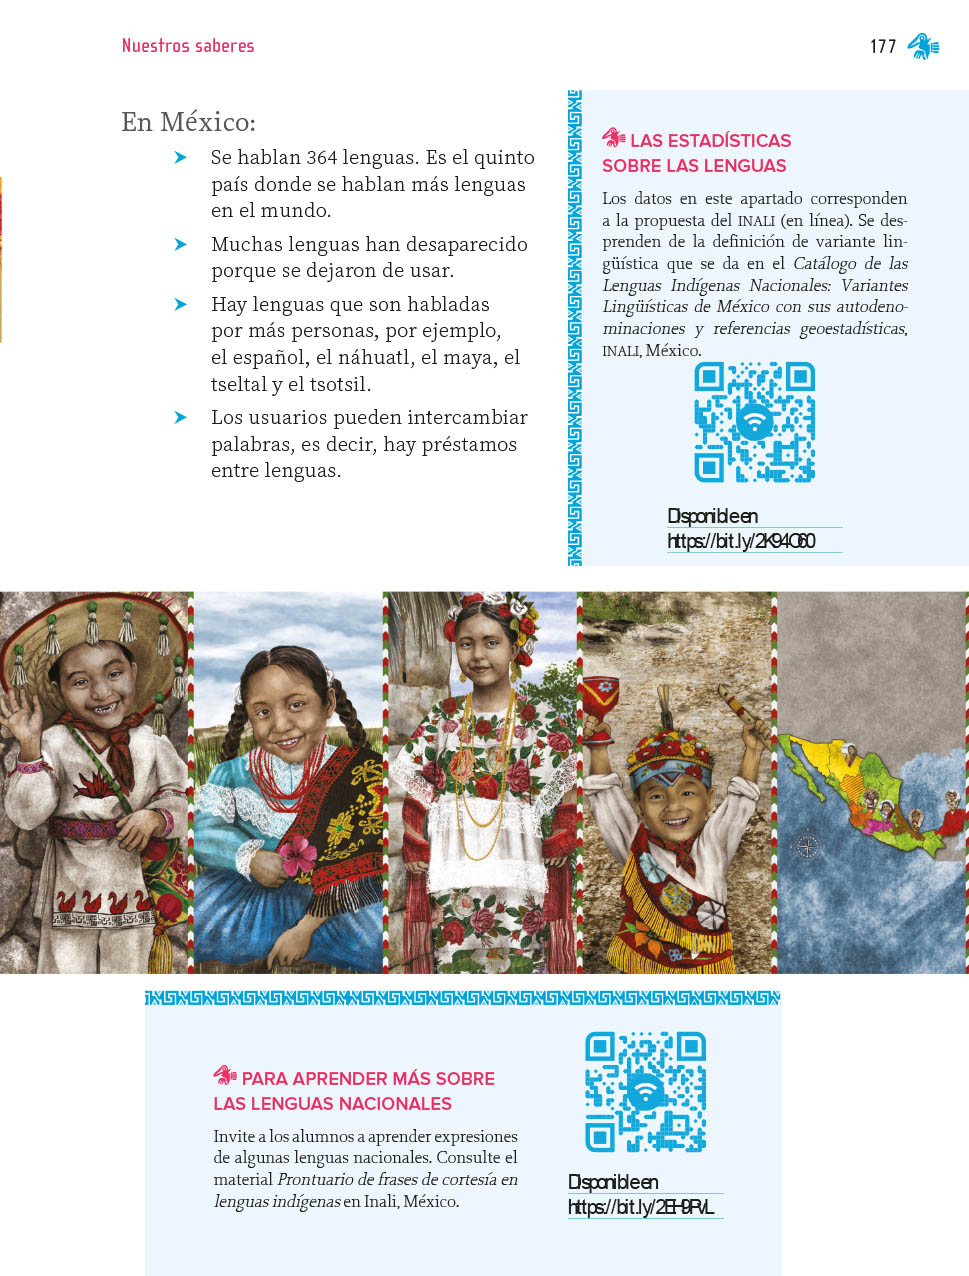 Nuestros saberes
177
En México:
Se hablan 364 lenguas. Es el quinto
país donde se hablan más lenguas
en el mundo.
Muchas lenguas han desaparecido
porque se dejaron de usar.
Hay lenguas que son habladas
por más personas, por ejemplo,
el español, el náhuatl, el maya, el
tseltal y el tsotsil.
Los usuarios pueden intercambiar
palabras, es decir, hay préstamos
entre lenguas.
LAS ESTADÍSTICAS
SOBRE LAS LENGUAS
Los datos en este apartado corresponden
a la propuesta del INALI (en línea). Se des-
prenden de la definición de variante lin-
güística que se da en el Catálogo de las
Lenguas Indígenas Nacionales: Variantes
Lingüísticas de México con sus autodeno-
minaciones y referencias geoestadísticas,
INALI, México.
Disponible en
https://bit.ly/2K94O60
PARA APRENDER MÁS SOBRE
LAS LENGUAS NACIONALES
Invite a los alumnos a aprender expresiones
de algunas lenguas nacionales. Consulte el
material Prontuario de frases de cortesía en
lenguas indígenas en Inali, México.
Disponible en